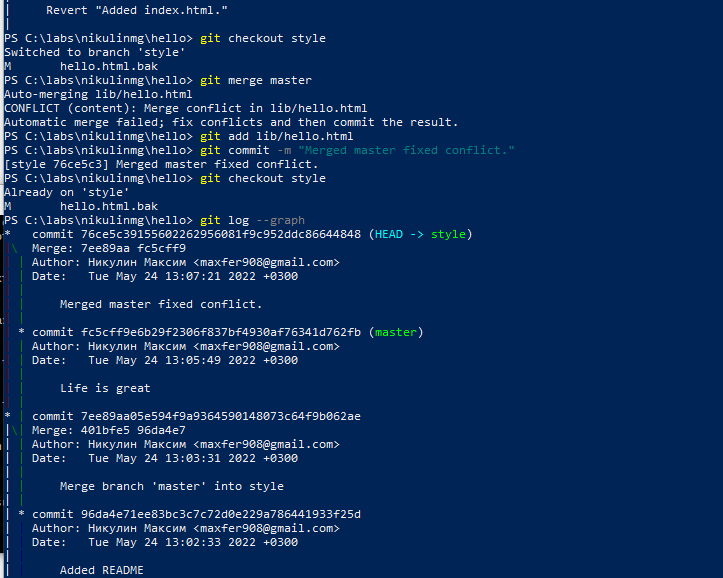 |     Revert "Added index.html."
|
PS C:\labs\nikulinmg\hello> git checkout style
Switched to branch 'style'
M       hello.html.bak
PS C:\labs\nikulinmg\hello> git merge master
Auto-merging lib/hello.html
CONFLICT (content): Merge conflict in lib/hello.html
Automatic merge failed; fix conflicts and then commit the result.
PS C:\labs\nikulinmg\hello> git add lib/hello.html
PS C:\labs\nikulinmg\hello> git commit -m "Merged master fixed conflict."
[style 76ce5c3] Merged master fixed conflict.
PS C:\labs\nikulinmg\hello> git checkout style
Already on 'style'
M       hello.html.bak
PS C:\labs\nikulinmg\hello> git log --graph
*   commit 76ce5c39155602262956081f9c952ddc86644848 (HEAD -> style)
|\  Merge: 7ee89aa fc5cff9
| | Author: Никулин Максим <maxfer908@gmail.com>
| | Date:   Tue May 24 13:07:21 2022 +0300
| |
| |     Merged master fixed conflict.
| |
| * commit fc5cff9e6b29f2306f837bf4930af76341d762fb (master)
| | Author: Никулин Максим <maxfer908@gmail.com>
| | Date:   Tue May 24 13:05:49 2022 +0300
| |
| |     Life is great
| |
* | commit 7ee89aa05e594f9a9364590148073c64f9b062ae
|\| Merge: 401bfe5 96da4e7
| | Author: Никулин Максим <maxfer908@gmail.com>
| | Date:   Tue May 24 13:03:31 2022 +0300
| |
| |     Merge branch 'master' into style
| |
| * commit 96da4e71ee83bc3c7c72d0e229a786441933f25d
| | Author: Никулин Максим <maxfer908@gmail.com>
| | Date:   Tue May 24 13:02:33 2022 +0300
| |
| |     Added README